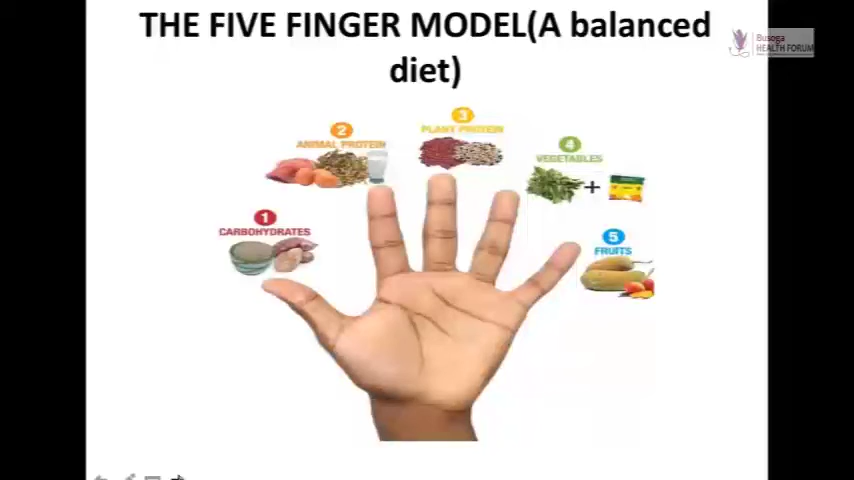 THE FIVE FINGER MODEL(A balanced
diet)
Busoga
HEALTH FORUM
3
PLANT PROTEIN
2
ANIMAL PROTEIN
4
VEGETABLES
+
1
CARBOHYDRATES
5
FRUITS